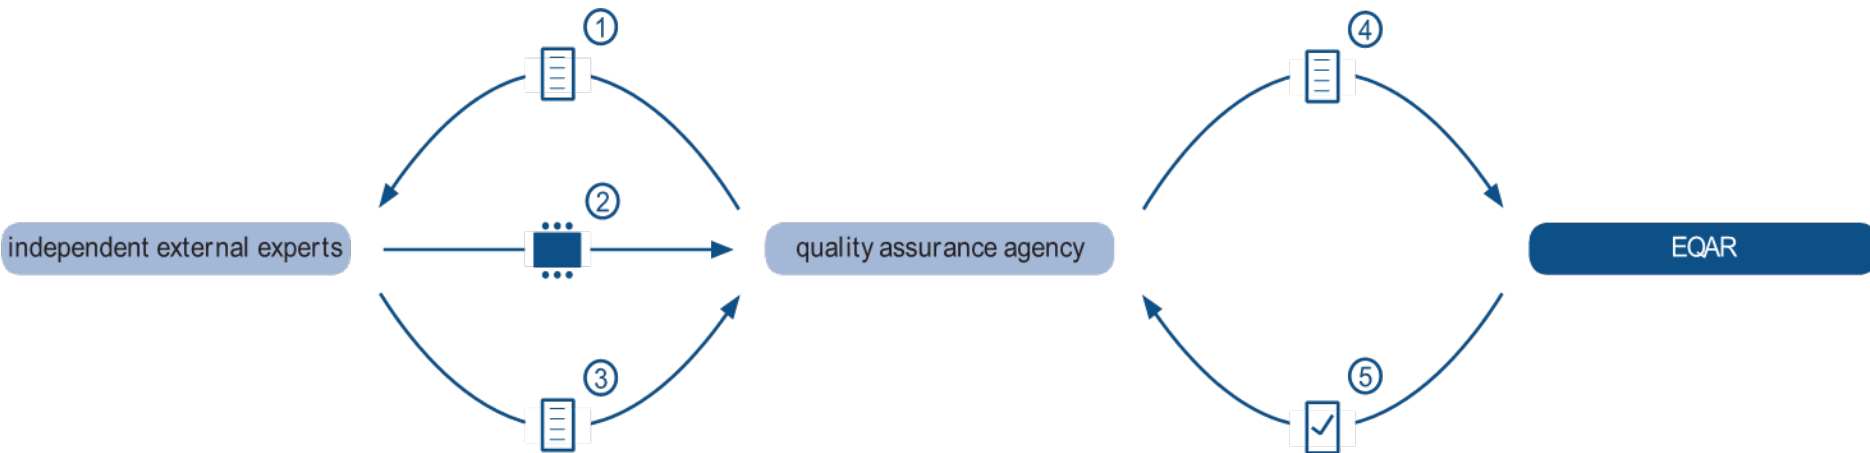 1
4
2
independent external experts
quality assurance agency
EQAR
3
5